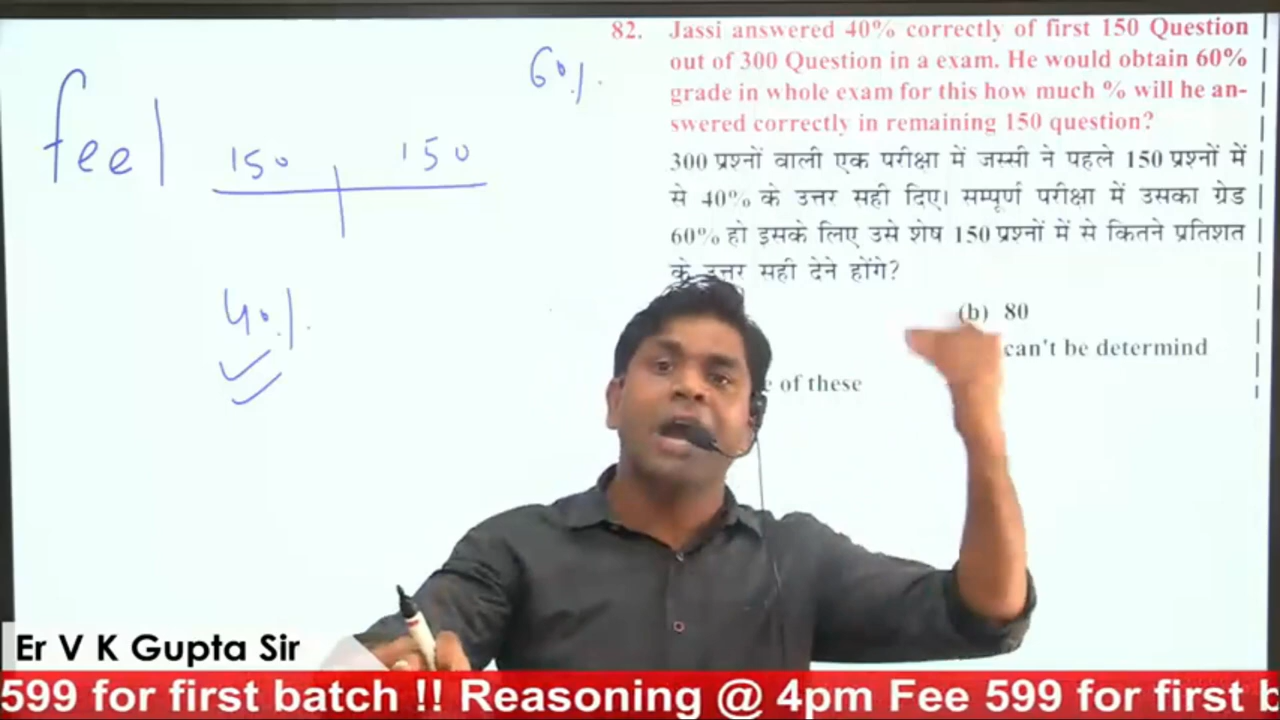 82. Jassi answered 40% correctly of first 150 Question
out of 300 Question in a exam. He would obtain 60%
grade in whole exam for this how much % will he an-
swered correctly in remaining 150 question?
300 प्रश्नों वाली एक परीक्षा में जस्सी ने पहले 150 प्रश्नों में
से 40% के उत्तर सही दिए। सम्पूर्ण परीक्षा में उसका ग्रेड
60% हो इसके लिए उसे शेष 150 प्रश्नों में से कितने प्रतिशत
के उत्तर सही देने होंगे?
(b) 80
can't be determind
of these
60%.
feel 150 150
40%.
Er V K Gupta Sir
599 for first batch !! Reasoning @ 4pm Fee 599 for first b